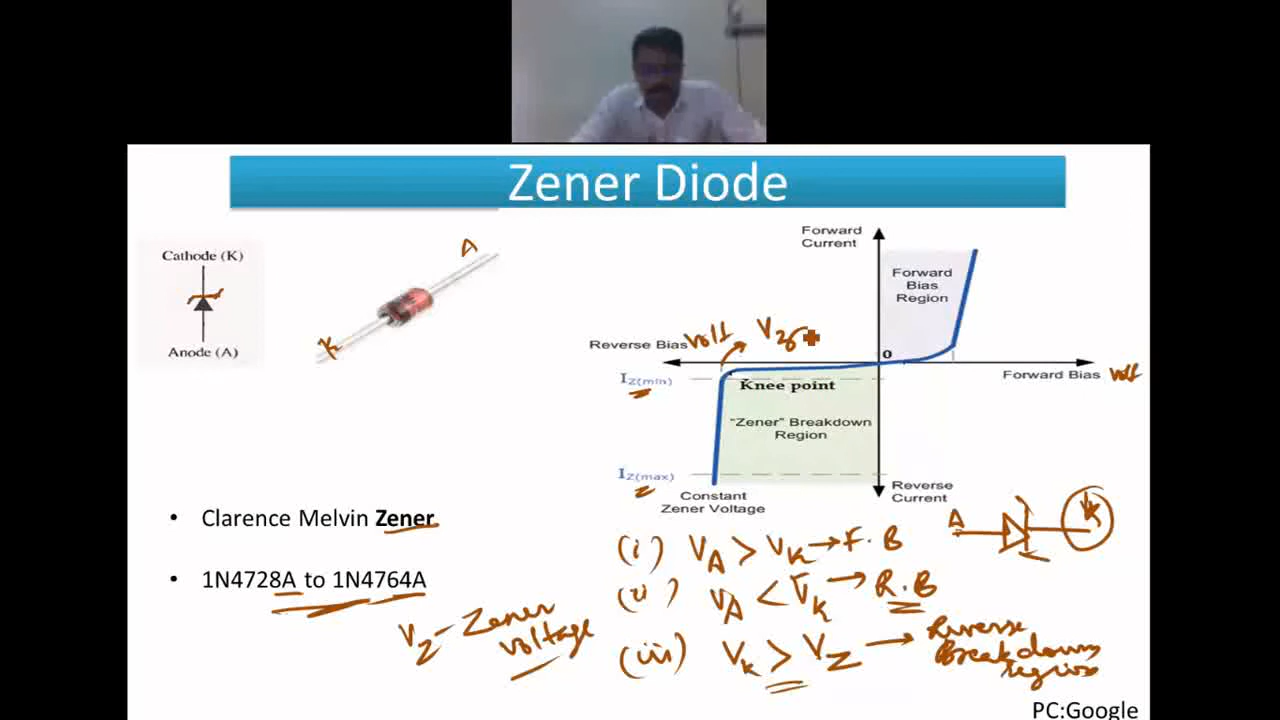 Zener Diode
Cathode (K)
Anode (A)
A
K
Forward
Current
Forward
Bias
Region
Reverse Bias volt
Vz
0
Forward Bias volt
IZ(min)
Knee point
"Zener" Breakdown
Region
IZ(max)
Constant
Zener Voltage
Reverse
Current
• Clarence Melvin Zener
• 1N4728A to 1N4764A
Vz - Zener
voltage
A K
(i) VA > VK → F.B
(ii) VA < VK → R.B
(iii) VK > VZ → Reverse
Breakdown
region
PC:Google